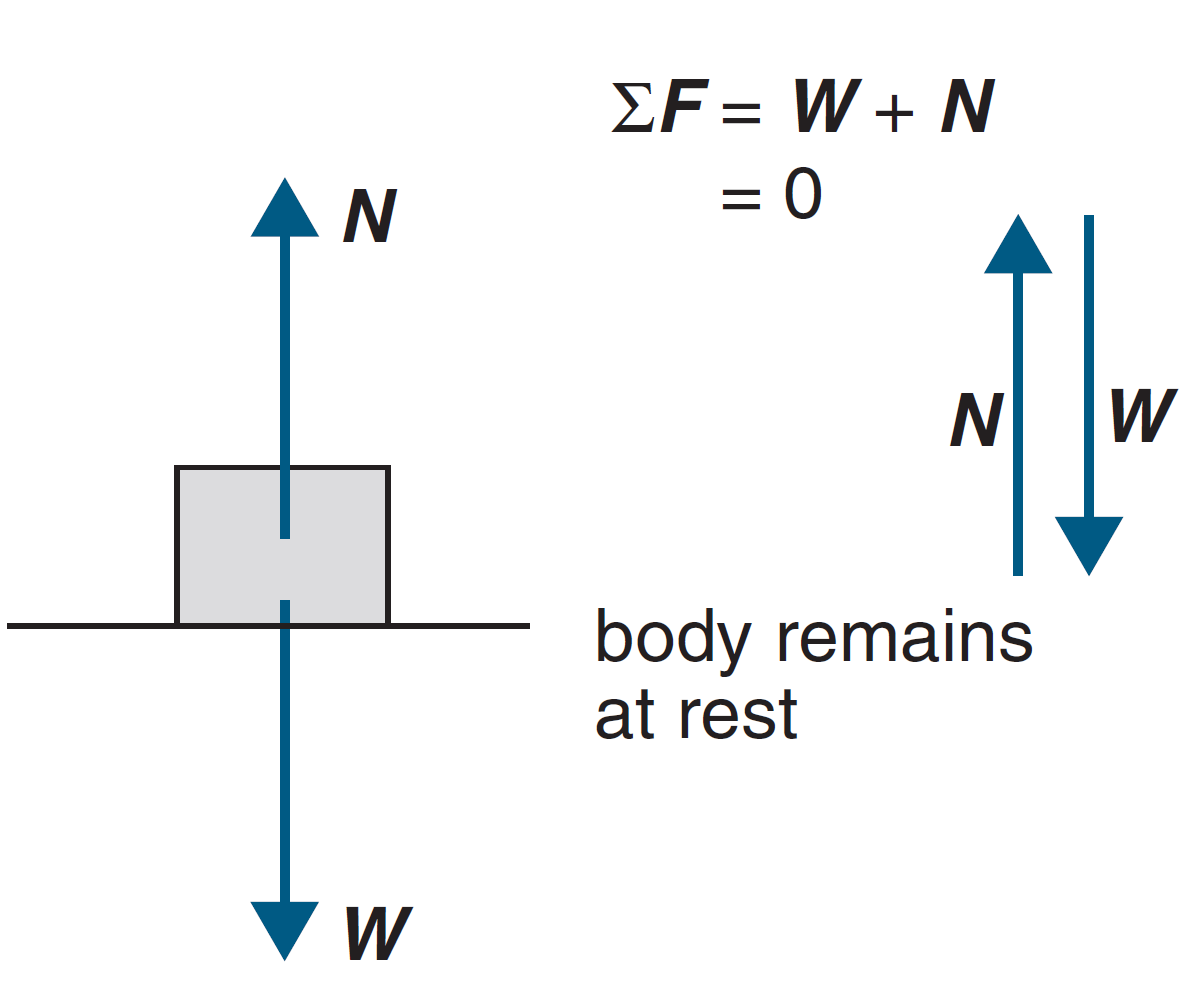 ΣF = W + N
= 0
N
N
W
body remains
at rest
W